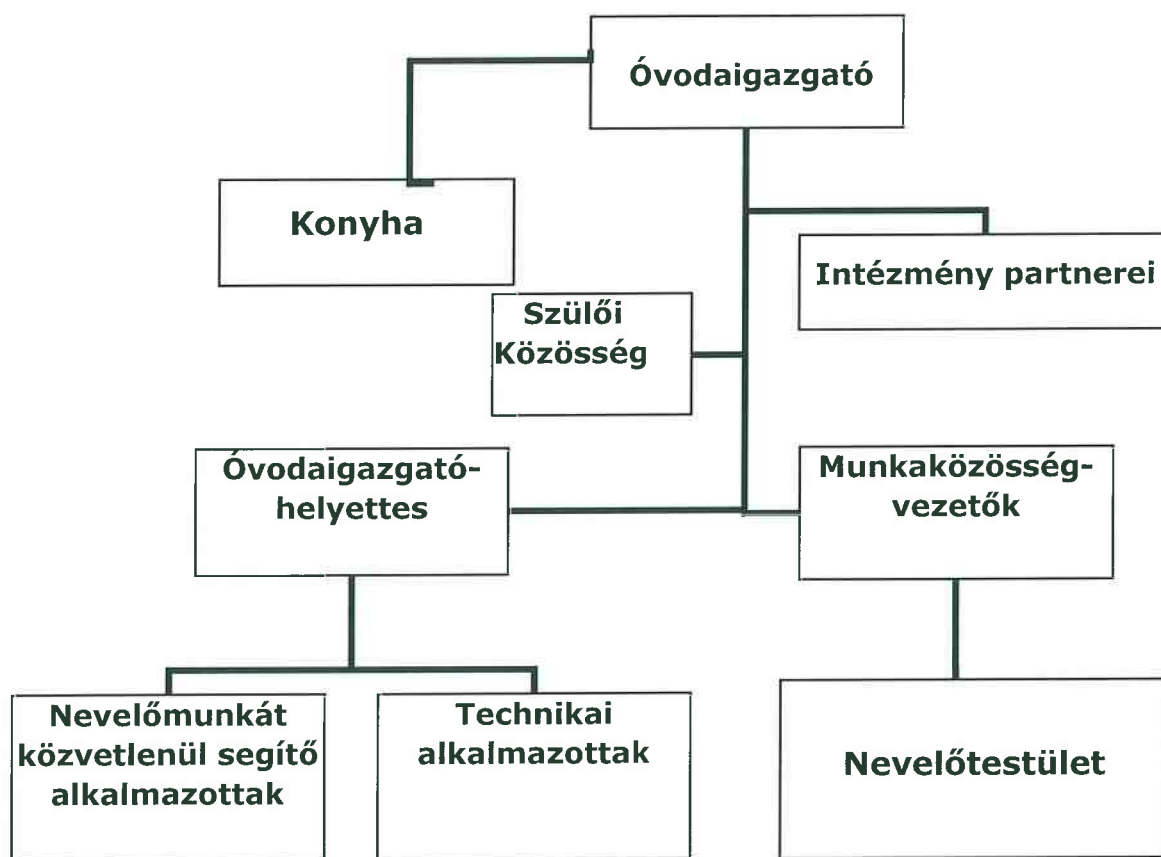 Óvodaigazgató
Konyha
Intézmény partnerei
Szülői
Közösség
Óvodaigazgató-
helyettes
Munkaközösség-
vezetők
Nevelőmunkát
közvetlenül segítő
alkalmazottak
Technikai
alkalmazottak
Nevelőtestület